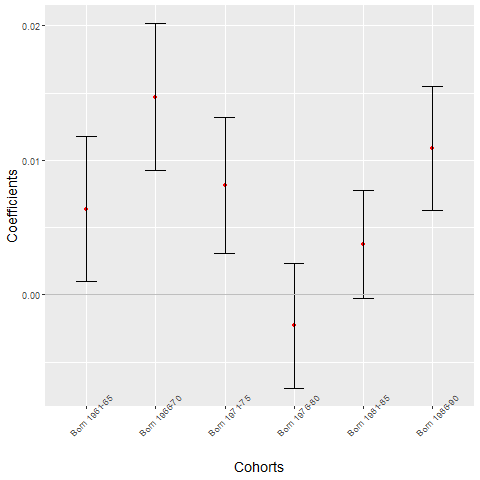 0.02
0.01
0.00
Coefficients
Born 1961-65
Born 1966-70
Born 1971-75
Born 1976-80
Born 1981-85
Born 1986-90
Cohorts